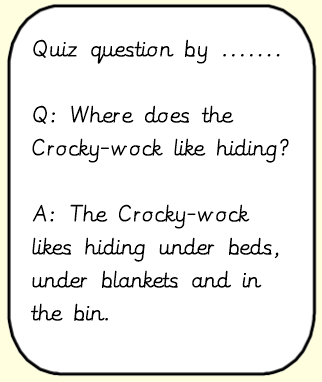 Quiz question by .......
Q: Where does the
Crocky-wock like hiding?
A: The Crocky-wock
likes hiding under beds,
under blankets and in
the bin.